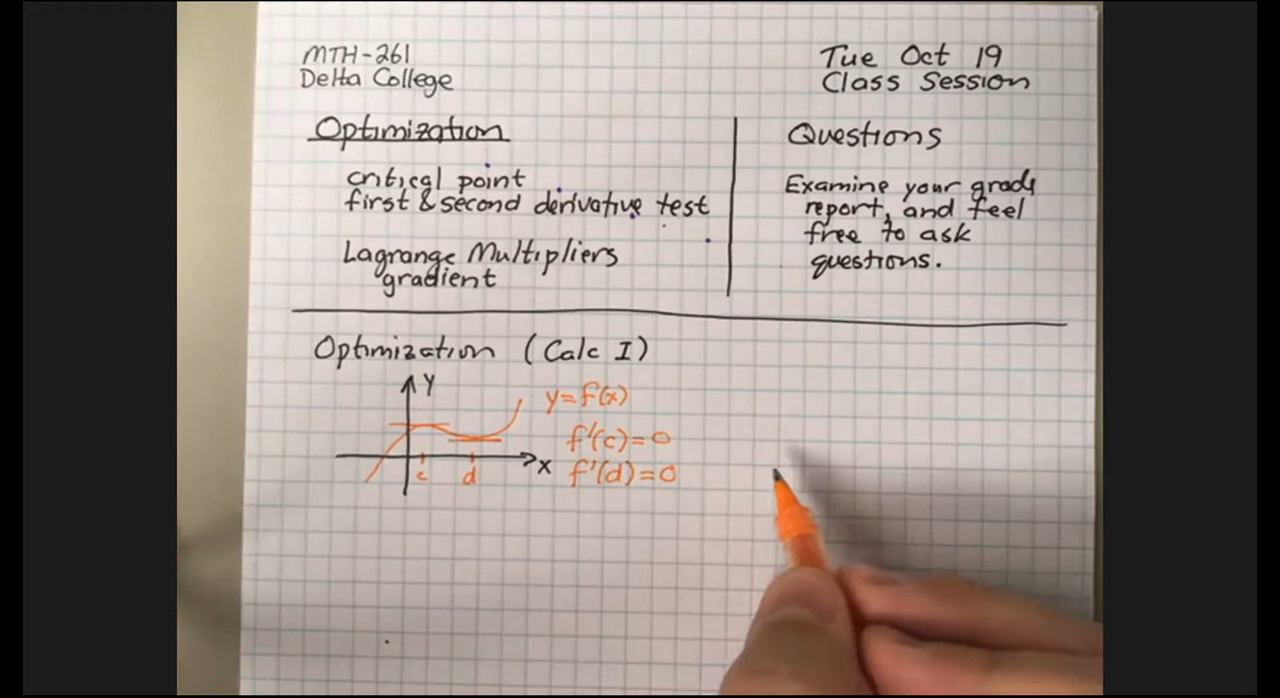 MTH-261
Delta College
Tue Oct 19
Class Session
Optimization
critical point
first & second derivative test
Lagrange Multipliers
gradient
Questions
Examine your grade
report, and feel
free to ask
questions.
Optimization (Calc I)
Y
y=f(x)
f'(c)=0
x
c d
f'(d)=0